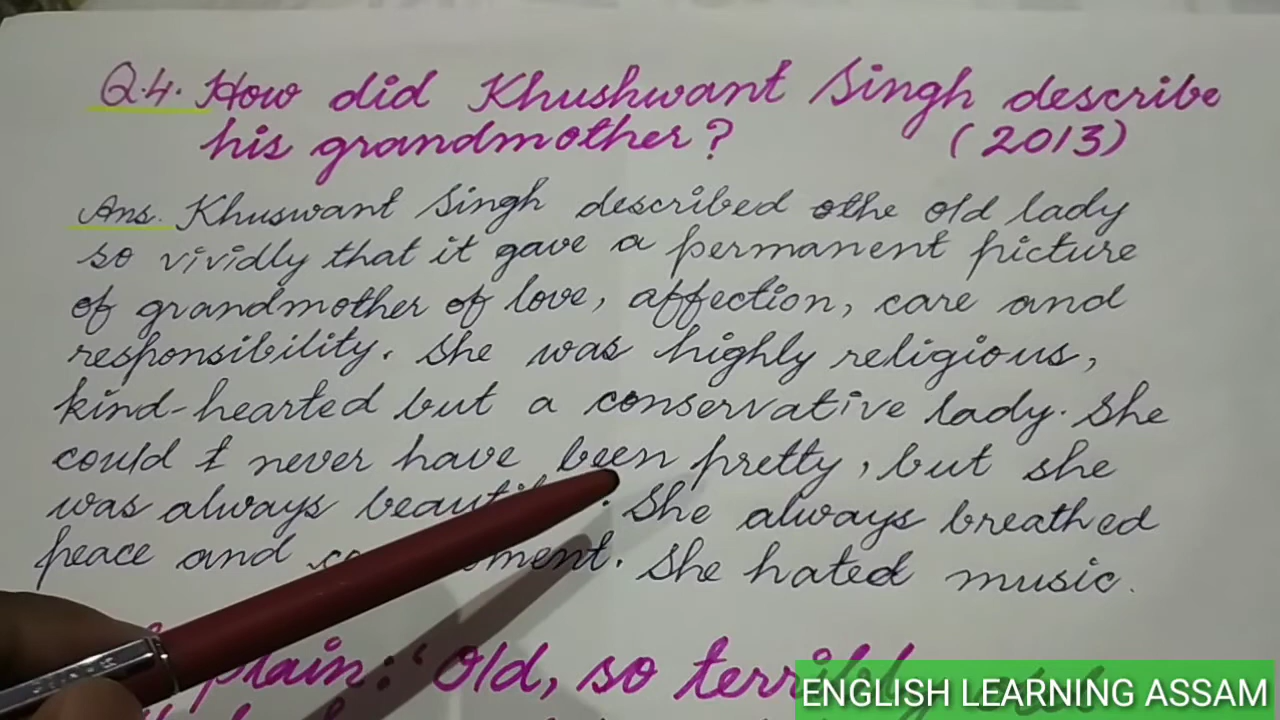 Q.4. How did Khushwant Singh describe
his grandmother? (2013)
Ans. Khuswant Singh described othe old lady
so vividly that it gave a permanent picture
of grandmother of love, affection, care and
responsibility. She was highly religious,
kind-hearted but a conservative lady. She
could never have been pretty, but she
was always . She always breathed
peace and . She hated music.
: 'Old, so
ENGLISH LEARNING ASSAM